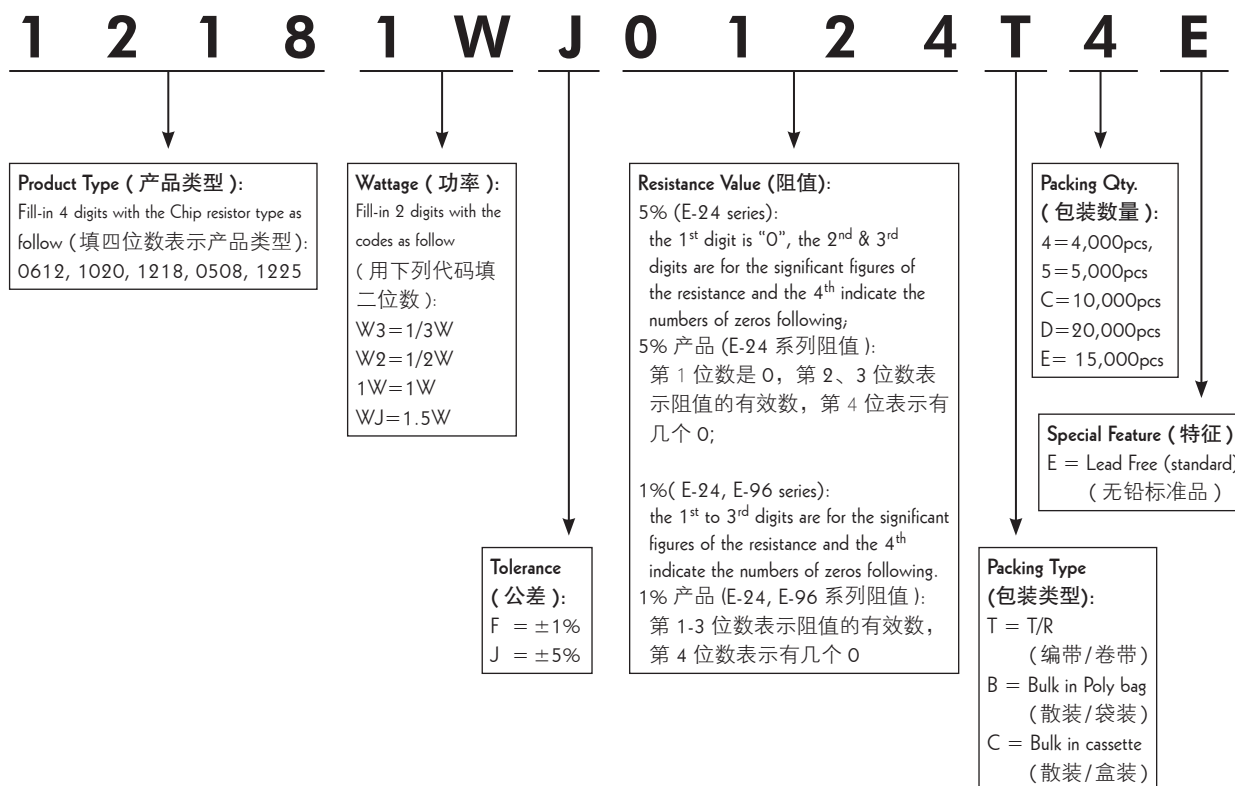 1 2 1 8 1 W J 0 1 2 4 T 4 E
Product Type ( 产品类型 ):
Fill-in 4 digits with the Chip resistor type as
follow ( 填四位数表示产品类型 ):
0612, 1020, 1218, 0508, 1225
Wattage ( 功率 ):
Fill-in 2 digits with the
codes as follow
( 用下列代码填
二位数 ):
W3=1/3W
W2=1/2W
1W=1W
WJ=1.5W
Tolerance
( 公差 ):
F = ±1%
J = ±5%
Resistance Value (阻值):
5% (E-24 series):
the 1st digit is “0”, the 2nd & 3rd
digits are for the significant figures of
the resistance and the 4th indicate the
numbers of zeros following;
5% 产品 (E-24 系列阻值 ):
第 1 位数是 0，第 2、3 位数表
示阻值的有效数，第 4 位表示有
几个 0;
1%( E-24, E-96 series):
the 1st to 3rd digits are for the significant
figures of the resistance and the 4th
indicate the numbers of zeros following.
1% 产品 (E-24, E-96 系列阻值 ):
第 1-3 位数表示阻值的有效数，
第 4 位数表示有几个 0
Packing Type
(包装类型):
T = T/R
( 编带/卷带 )
B = Bulk in Poly bag
( 散装/袋装 )
C = Bulk in cassette
( 散装/盒装 )
Packing Qty.
( 包装数量 ):
4=4,000pcs,
5=5,000pcs
C=10,000pcs
D=20,000pcs
E= 15,000pcs
Special Feature ( 特征 )
E = Lead Free (standard)
( 无铅标准品 )